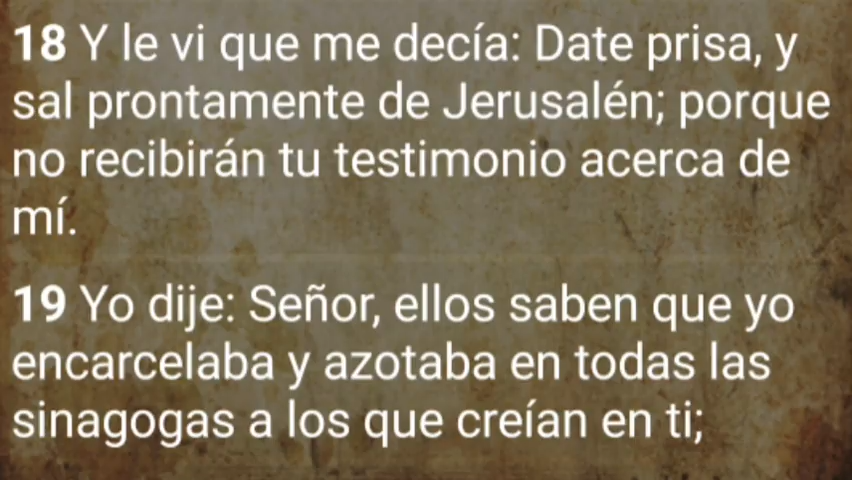 18 Y le vi que me decía: Date prisa, y
sal prontamente de Jerusalén; porque
no recibirán tu testimonio acerca de
mí.
19 Yo dije: Señor, ellos saben que yo
encarcelaba y azotaba en todas las
sinagogas a los que creían en ti;